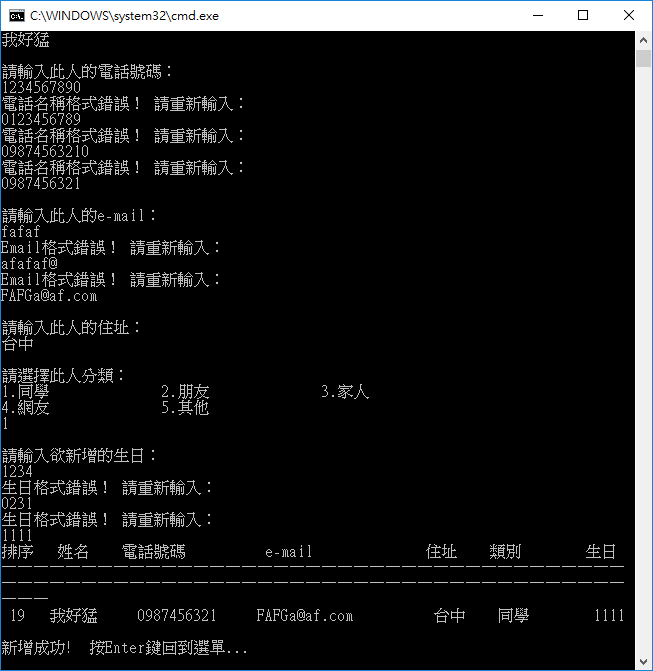 C:\WINDOWS\system32\cmd.exe
我好猛
請輸入此人的電話號碼：
1234567890
電話名稱格式錯誤！ 請重新輸入：
0123456789
電話名稱格式錯誤！ 請重新輸入：
09874563210
電話名稱格式錯誤！ 請重新輸入：
0987456321
請輸入此人的e-mail：
fafaf
Email格式錯誤！ 請重新輸入：
afafaf@
Email格式錯誤！ 請重新輸入：
FAFGa@af.com
請輸入此人的住址：
台中
請選擇此人分類：
1.同學 2.朋友 3.家人
4.網友 5.其他
1
請輸入欲新增的生日：
1234
生日格式錯誤！ 請重新輸入：
0231
生日格式錯誤！ 請重新輸入：
1111
排序 姓名 電話號碼 e-mail 住址 類別 生日
－－－－－－－－－－－－－－－－－－－－－－－－－－－－－－－－－－－－－－－
－－－－－－－－－－－－－－－－－－－－－－－－－－－－－－－－－－－－－－－
－－－
19 我好猛 0987456321 FAFGa@af.com 台中 同學 1111
新增成功! 按Enter鍵回到選單...